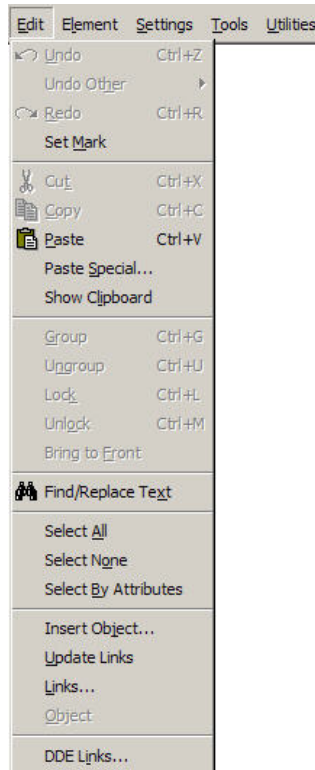 Edit Element Settings Tools Utilities
Undo Ctrl+Z
Undo Other
Redo Ctrl+R
Set Mark
Cut Ctrl+X
Copy Ctrl+C
Paste Ctrl+V
Paste Special...
Show Clipboard
Group Ctrl+G
Ungroup Ctrl+U
Lock Ctrl+L
Unlock Ctrl+M
Bring to Front
Find/Replace Text
Select All
Select None
Select By Attributes
Insert Object...
Update Links
Links...
Object
DDE Links...